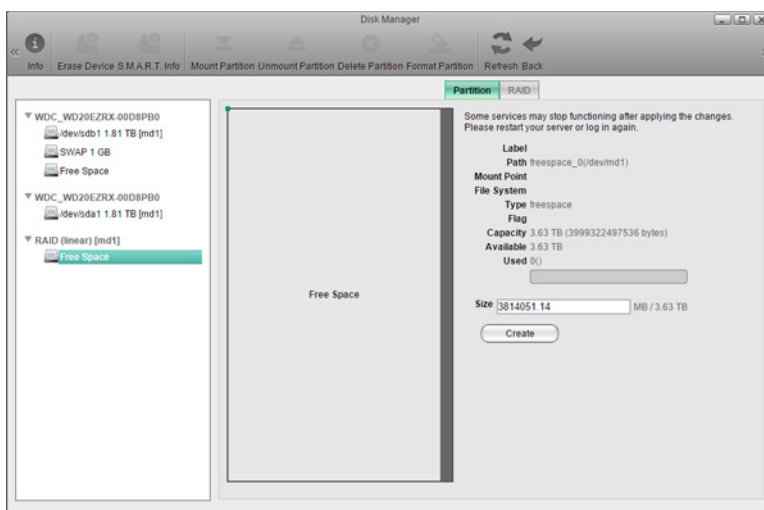 Disk Manager
«
Info Erase Device S.M.A.R.T. Info Mount Partition Unmount Partition Delete Partition Format Partition Refresh Back
Partition RAID
WDC_WD20EZRX-00D8PB0
/dev/sdb1 1.81 TB [md1]
SWAP 1 GB
Free Space
WDC_WD20EZRX-00D8PB0
/dev/sda1 1.81 TB [md1]
RAID (linear) [md1]
Free Space
Free Space
Some services may stop functioning after applying the changes.
Please restart your server or log in again.
Label
Path freespace_0(/dev/md1)
Mount Point
File System
Type freespace
Flag
Capacity 3.63 TB (3999322497536 bytes)
Available 3.63 TB
Used 0()
Size 3814051.14 MB / 3.63 TB
Create